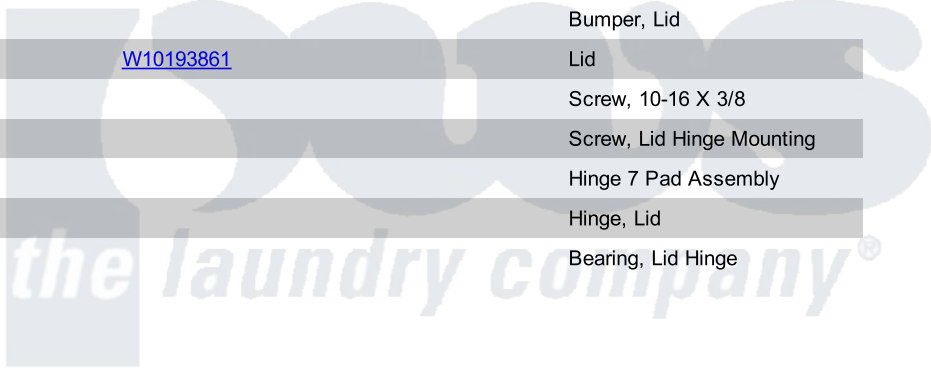 Bumper, Lid
W10193861 Lid
Screw, 10-16 X 3/8
Screw, Lid Hinge Mounting
Hinge 7 Pad Assembly
Hinge, Lid
Bearing, Lid Hinge
pws
the laundry company®